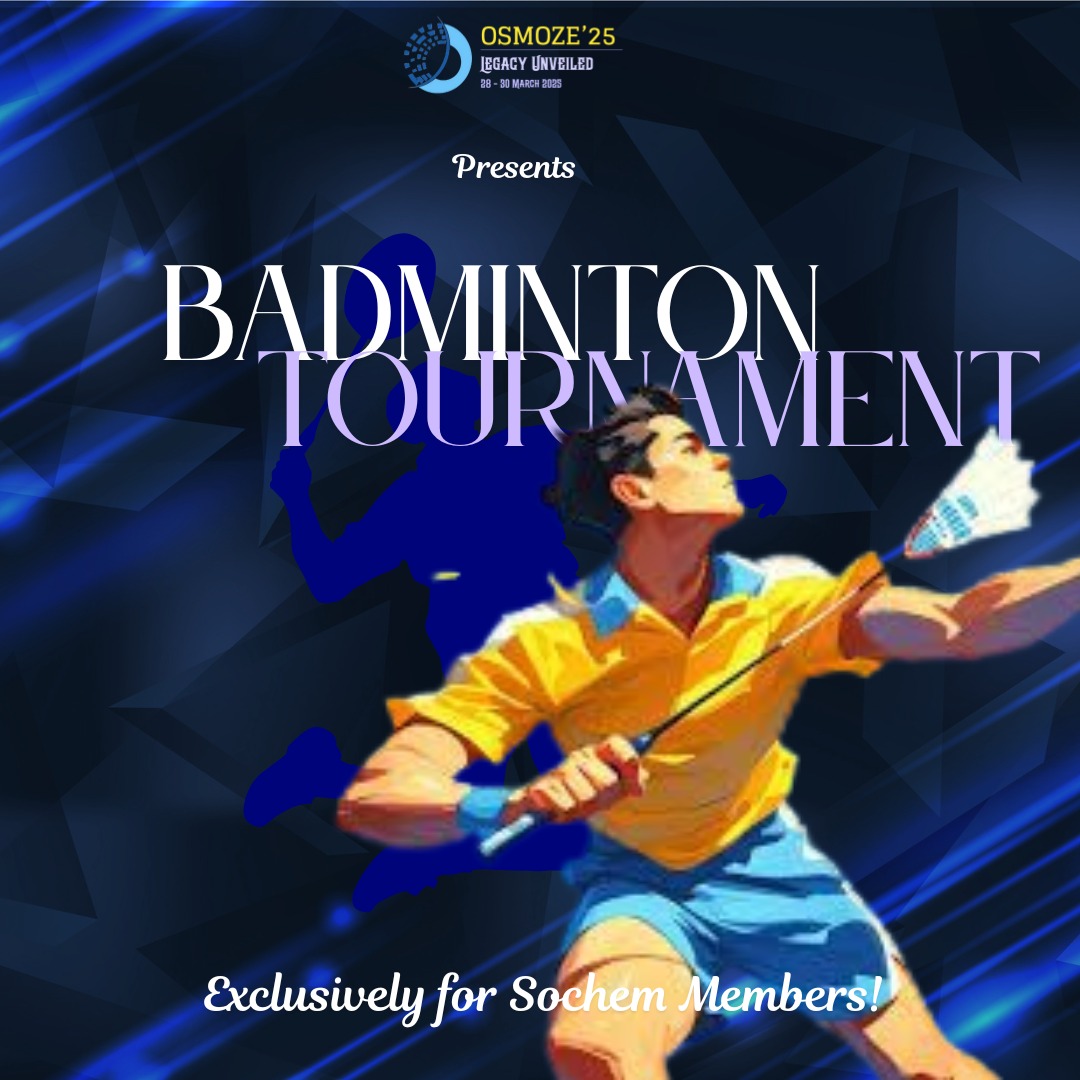 OSMOZE'25
Legacy Unveiled
28 - 30 March 2025
Presents
BADMINTON
TOURNAMENT
Exclusively for Sochem Members!